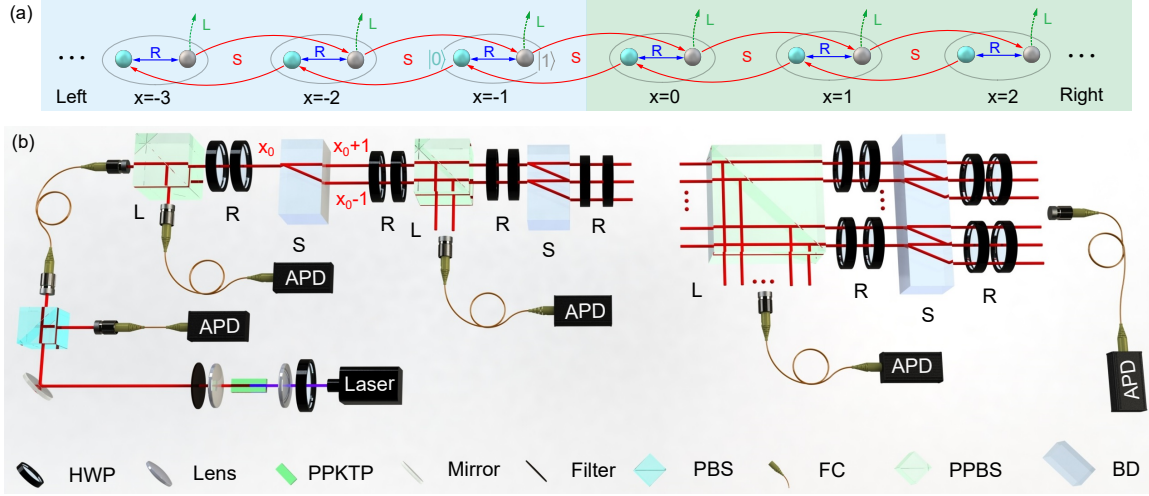 (a)
L L L L L L
R R |0⟩ R |1⟩ R R R
S S S S S
··· ···
Left x=-3 x=-2 x=-1 x=0 x=1 x=2 Right
(b)
x₀ x₀+1
x₀-1
L R S R L R S R
L R S R
APD
APD
APD
APD
APD
Laser
HWP Lens PPKTP Mirror Filter PBS FC PPBS BD